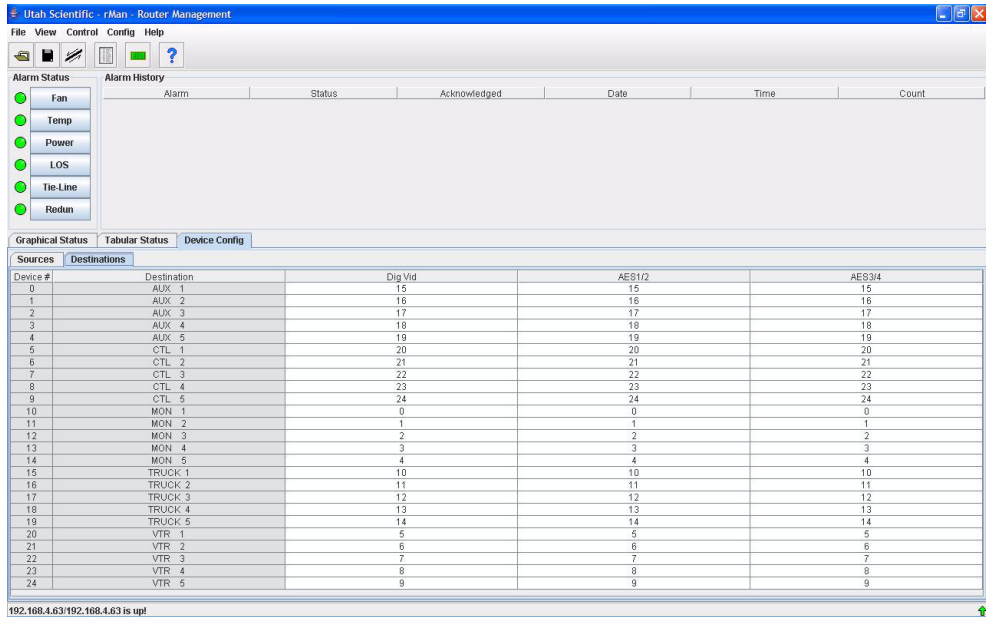 Utah Scientific - rMan - Router Management
File View Control Config Help
Alarm Status
Fan
Temp
Power
LOS
Tie-Line
Redun
Alarm History
Alarm Status Acknowledged Date Time Count
Graphical Status Tabular Status Device Config
Sources Destinations
Device # Destination Dig Vid AES1/2 AES3/4
0 AUX 1 15 15 15
1 AUX 2 16 16 16
2 AUX 3 17 17 17
3 AUX 4 18 18 18
4 AUX 5 19 19 19
5 CTL 1 20 20 20
6 CTL 2 21 21 21
7 CTL 3 22 22 22
8 CTL 4 23 23 23
9 CTL 5 24 24 24
10 MON 1 0 0 0
11 MON 2 1 1 1
12 MON 3 2 2 2
13 MON 4 3 3 3
14 MON 5 4 4 4
15 TRUCK 1 10 10 10
16 TRUCK 2 11 11 11
17 TRUCK 3 12 12 12
18 TRUCK 4 13 13 13
19 TRUCK 5 14 14 14
20 VTR 1 5 5 5
21 VTR 2 6 6 6
22 VTR 3 7 7 7
23 VTR 4 8 8 8
24 VTR 5 9 9 9
192.168.4.63/192.168.4.63 is up!